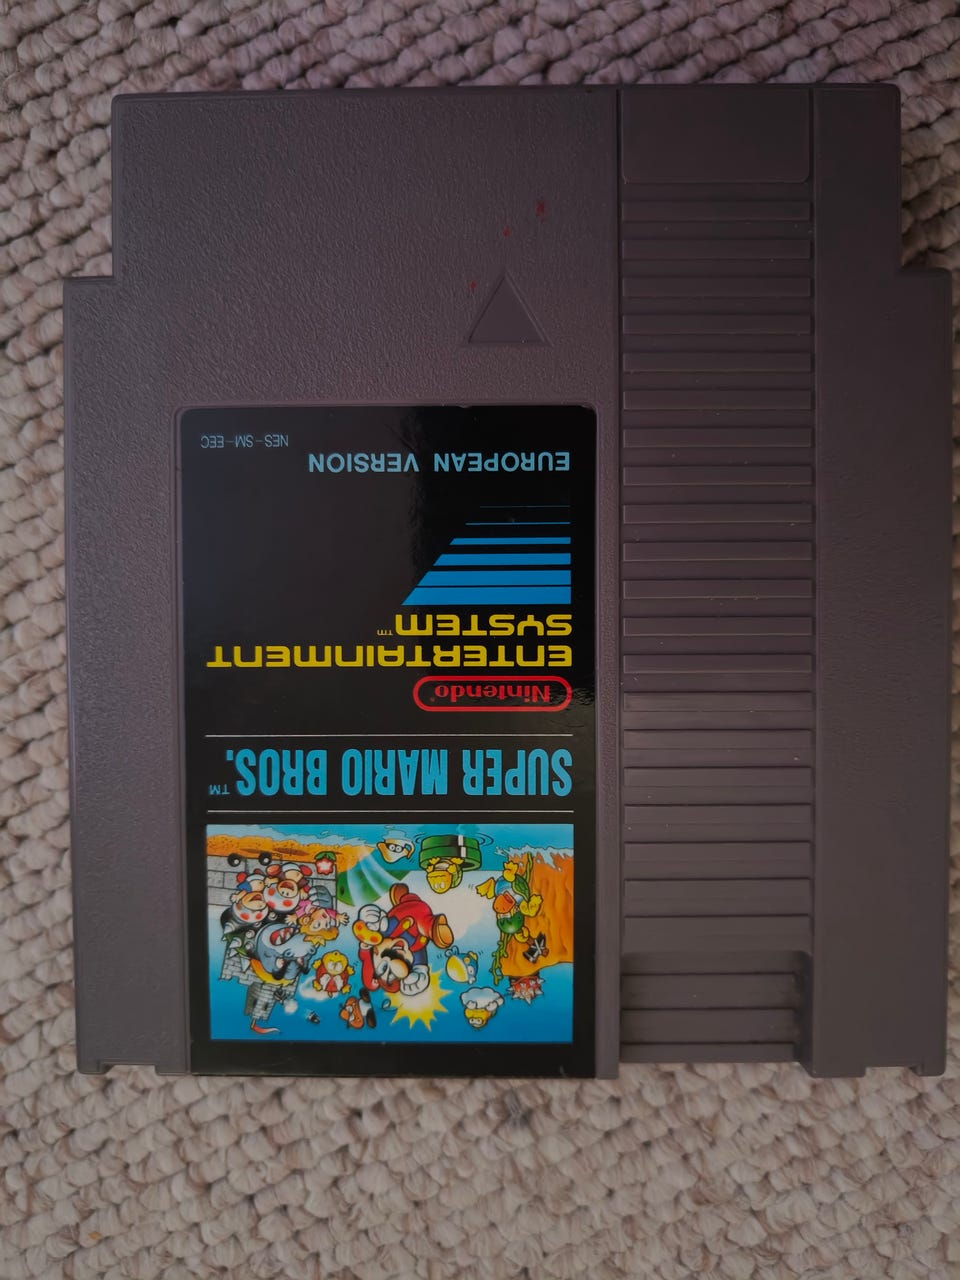 SUPER MARIO BROS.™
Nintendo®
ENTERTAINMENT
SYSTEM™
EUROPEAN VERSION
NES-SM-EEC